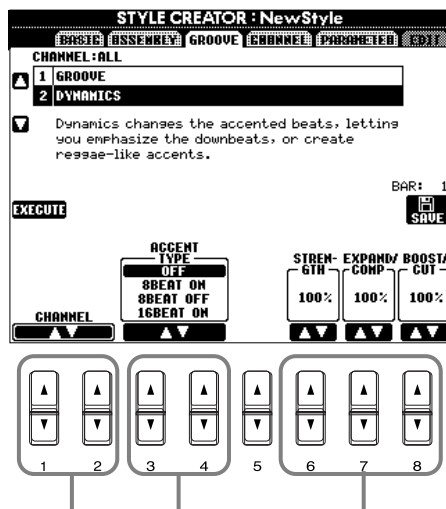 STYLE CREATOR : NewStyle
BASIC ASSEMBLY GROOVE CHANNEL PARAMETER EDIT
CHANNEL:ALL
1 GROOVE
2 DYNAMICS
Dynamics changes the accented beats, letting
you emphasize the downbeats, or create
reggae-like accents.
BAR: 1
EXECUTE
SAVE
ACCENT
TYPE
OFF
8BEAT ON
8BEAT OFF
16BEAT ON
STREN-
GTH
100%
EXPAND/
COMP
100%
BOOST/
CUT
100%
CHANNEL
1 2 3 4 5 6 7 8